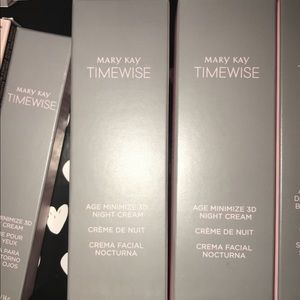 MARY KAY
TIMEWISE
MINIMIZE 3D
CREAM
POUR
YEUX
PARA
TORNO
OJOS
MARY KAY
TIMEWISE
AGE MINIMIZE 3D
NIGHT CREAM
CRÈME DE NUIT
CREMA FACIAL
NOCTURNA
MARY KAY
TIMEWISE
AGE MINIMIZE 3D
NIGHT CREAM
CRÈME DE NUIT
CREMA FACIAL
NOCTURNA